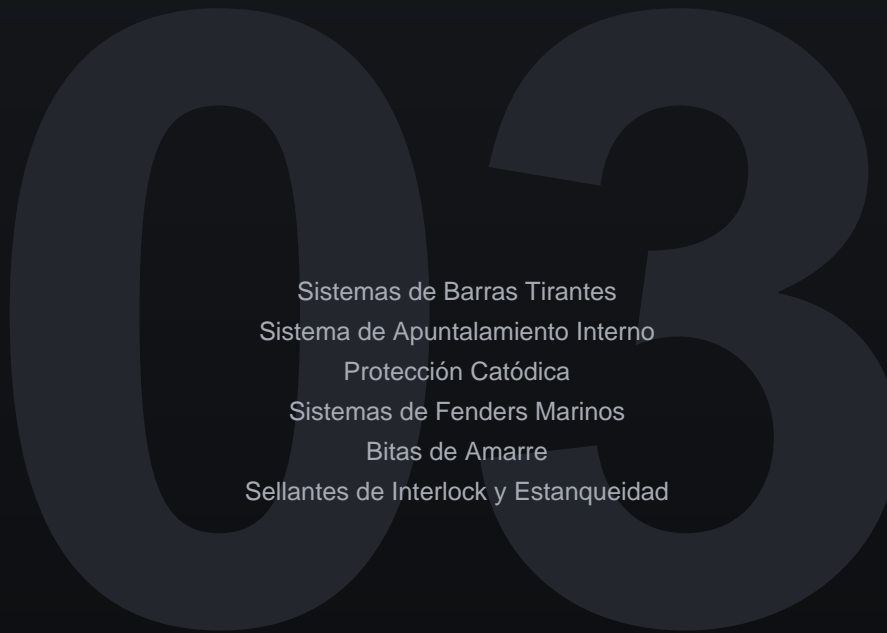 03
Sistemas de Barras Tirantes
Sistema de Apuntalamiento Interno
Protección Catódica
Sistemas de Fenders Marinos
Bitas de Amarre
Sellantes de Interlock y Estanqueidad